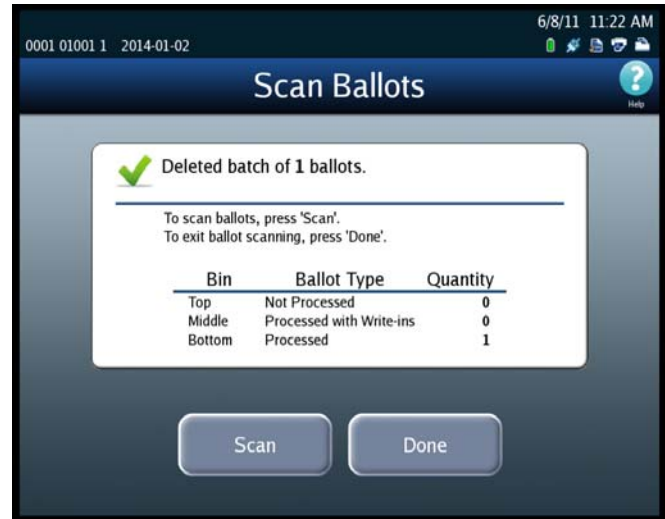 6/8/11 11:22 AM
0001 01001 1 2014-01-02
Scan Ballots
?
Help
Deleted batch of 1 ballots.
To scan ballots, press 'Scan'.
To exit ballot scanning, press 'Done'.
Bin Ballot Type Quantity
Top Not Processed 0
Middle Processed with Write-ins 0
Bottom Processed 1
Scan Done